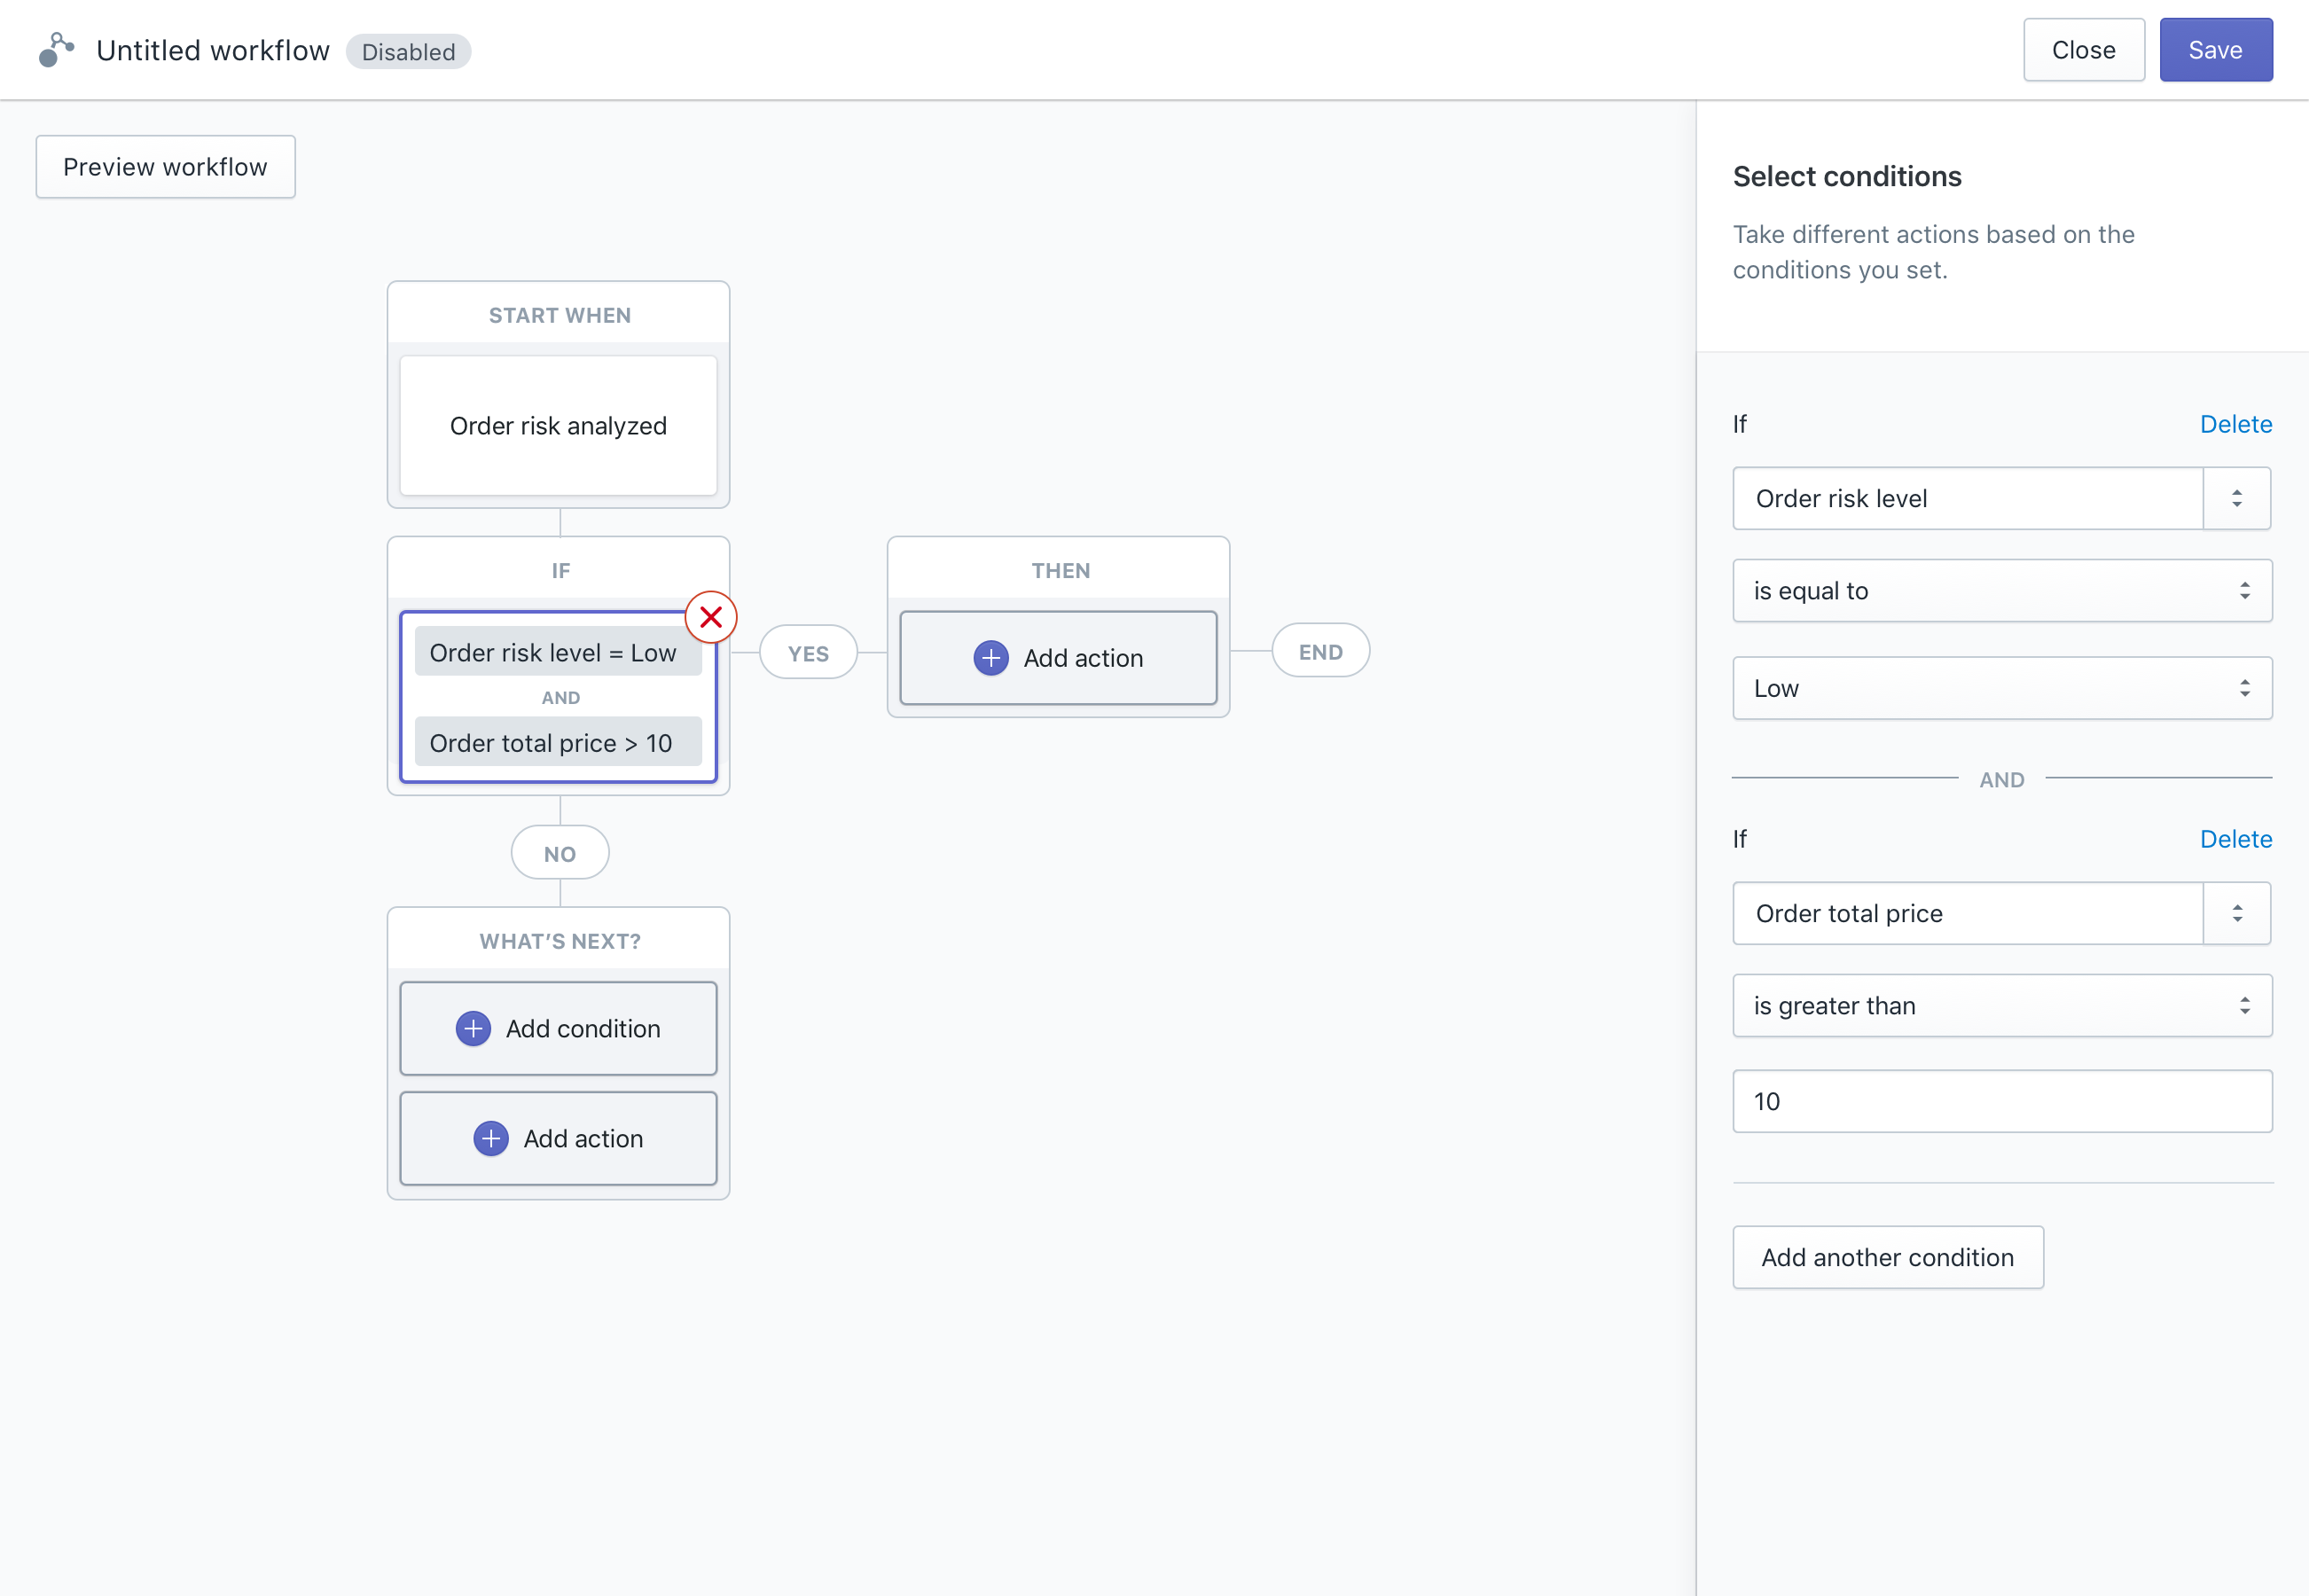 Untitled workflow
Disabled
Close
Save
Preview workflow
START WHEN
Order risk analyzed
IF
Order risk level = Low
AND
Order total price > 10
YES
THEN
Add action
END
NO
WHAT’S NEXT?
Add condition
Add action
Select conditions
Take different actions based on the
conditions you set.
If
Delete
Order risk level
is equal to
Low
AND
If
Delete
Order total price
is greater than
10
Add another condition